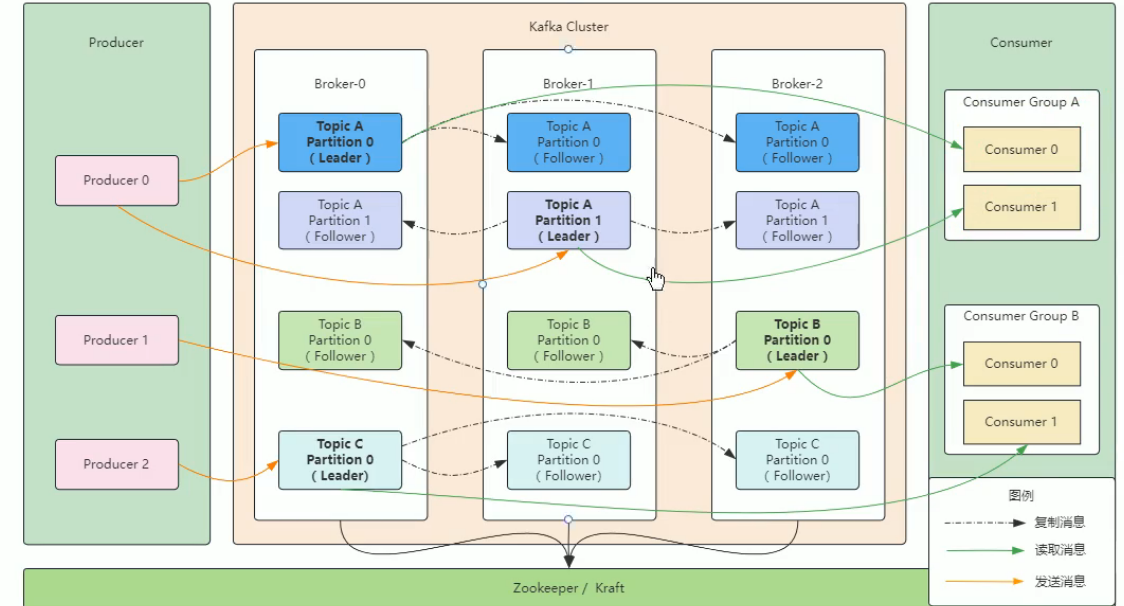 Producer
Kafka Cluster
Consumer
Broker-0
Broker-1
Broker-2
Consumer Group A
Topic A
Partition 0
( Leader )
Topic A
Partition 0
( Follower )
Topic A
Partition 0
( Follower )
Consumer 0
Producer 0
Topic A
Partition 1
( Follower )
Topic A
Partition 1
( Leader )
Topic A
Partition 1
( Follower )
Consumer 1
Consumer Group B
Producer 1
Topic B
Partition 0
( Follower )
Topic B
Partition 0
( Follower )
Topic B
Partition 0
( Leader )
Consumer 0
Consumer 1
Producer 2
Topic C
Partition 0
( Leader)
Topic C
Partition 0
( Follower)
Topic C
Partition 0
( Follower)
图例
复制消息
读取消息
发送消息
Zookeeper / Kraft